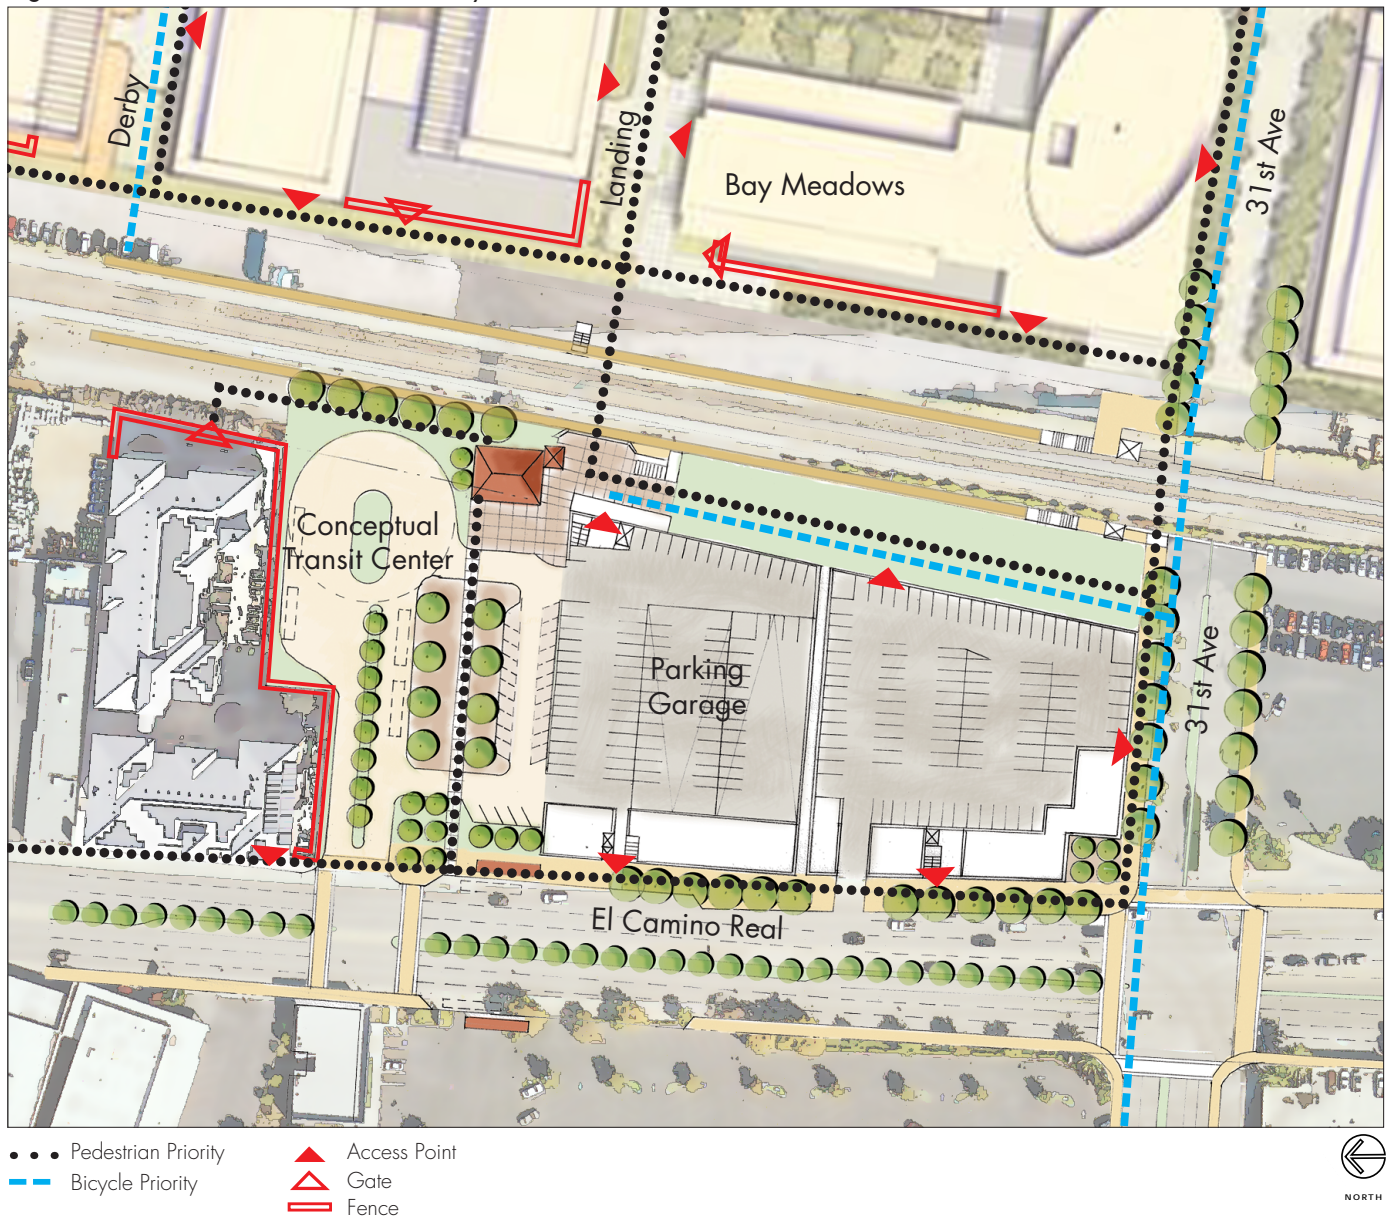 Derby
Landing
31st Ave
Bay Meadows
Conceptual
Transit Center
Parking
Garage
31st Ave
El Camino Real
Pedestrian Priority
Bicycle Priority
Access Point
Gate
Fence
NORTH